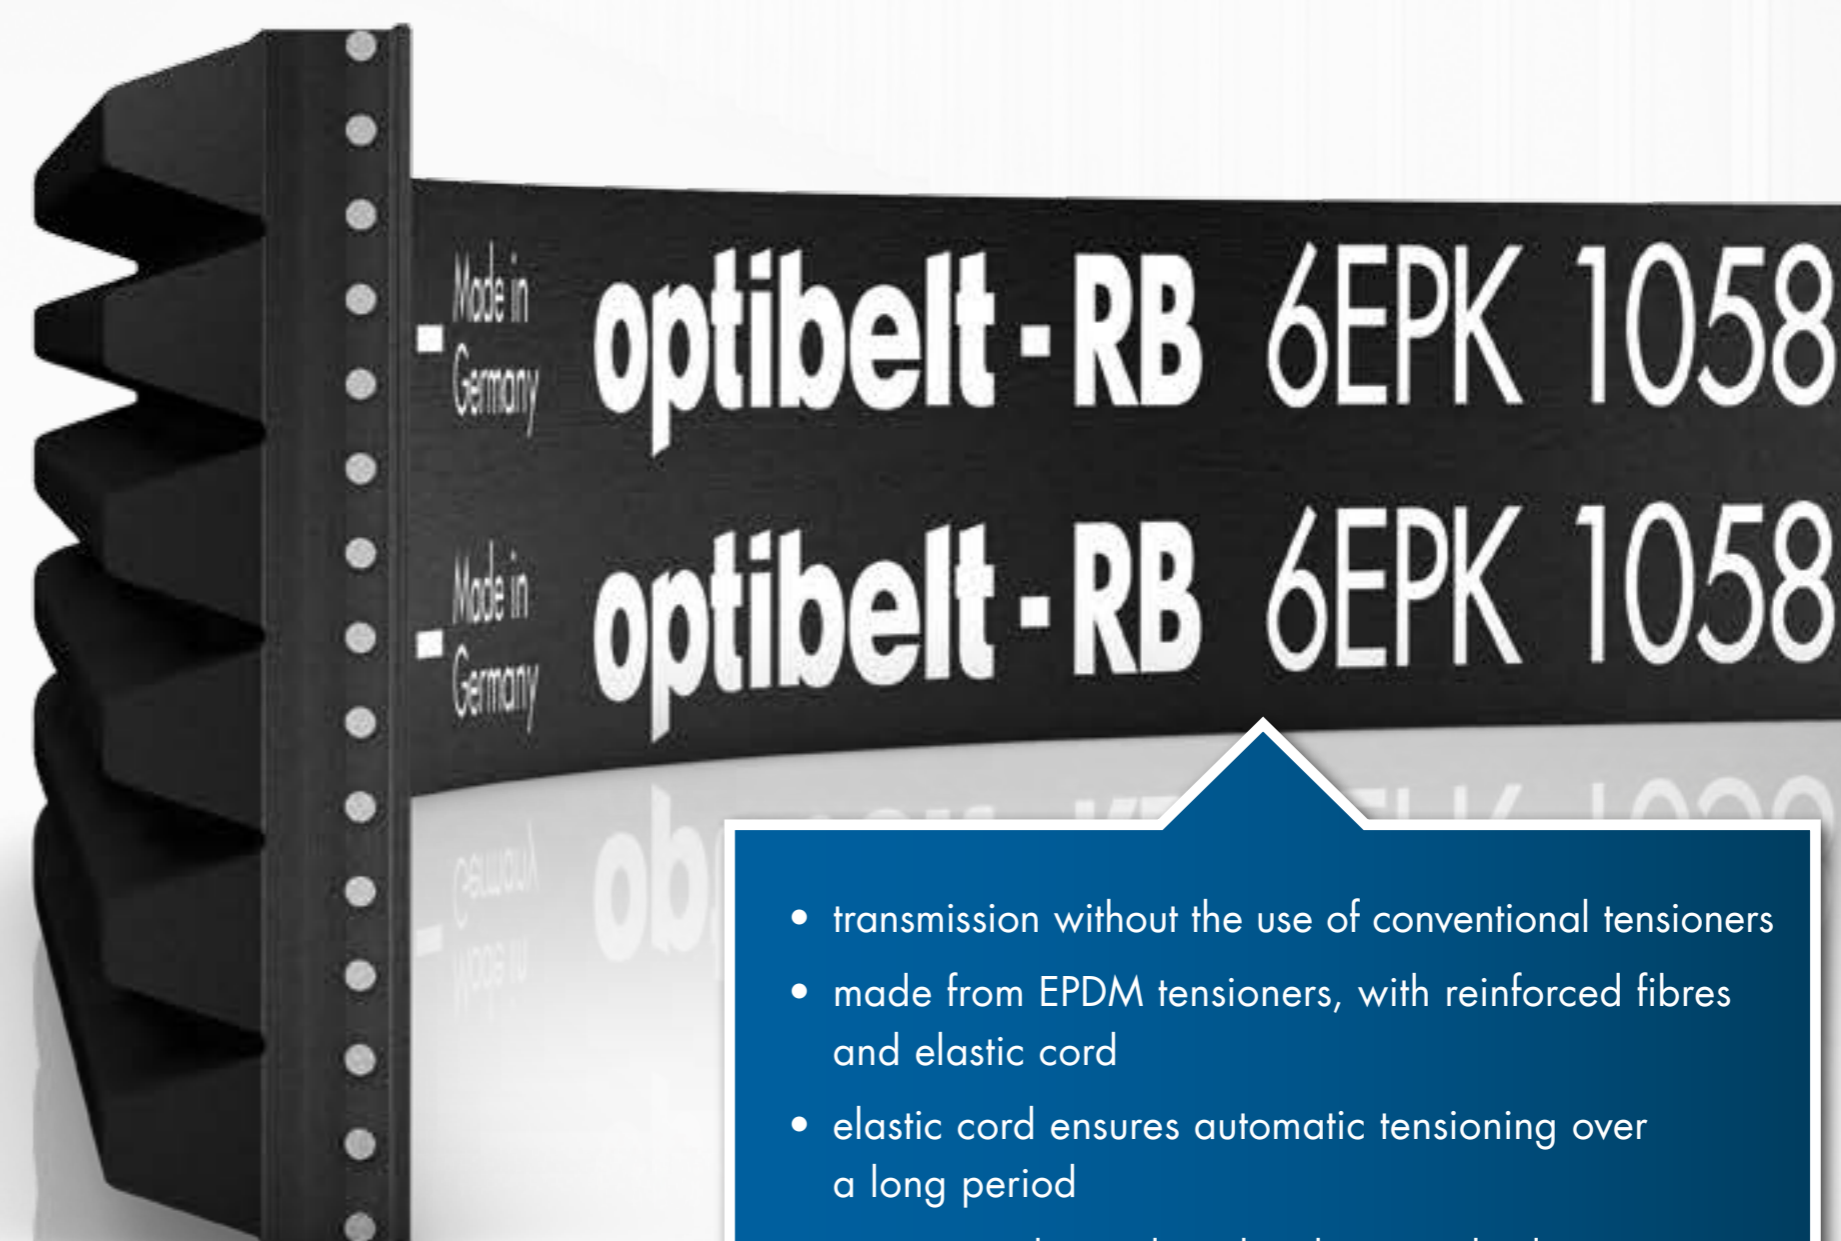 Made in
Germany
optibelt - RB 6EPK 1058
Made in
Germany
optibelt - RB 6EPK 1058
• transmission without the use of conventional tensioners
• made from EPDM tensioners, with reinforced fibres
and elastic cord
• elastic cord ensures automatic tensioning over
a long period